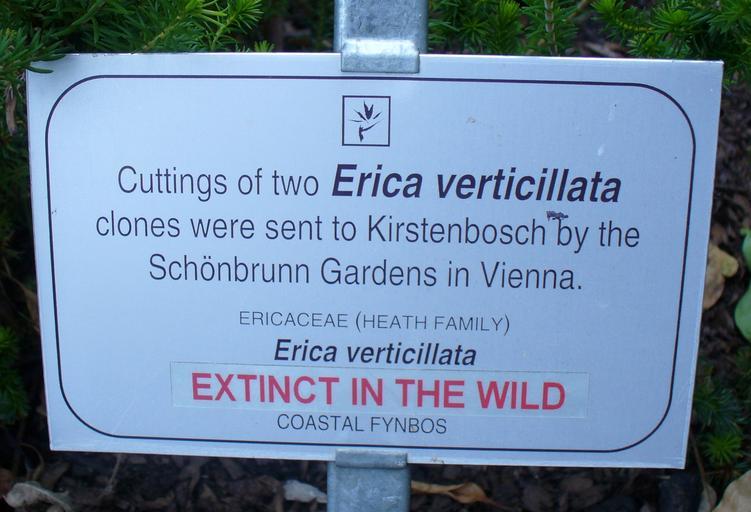 Cuttings of two Erica verticillata
clones were sent to Kirstenbosch by the
Schönbrunn Gardens in Vienna.
ERICACEAE (HEATH FAMILY)
Erica verticillata
EXTINCT IN THE WILD
COASTAL FYNBOS